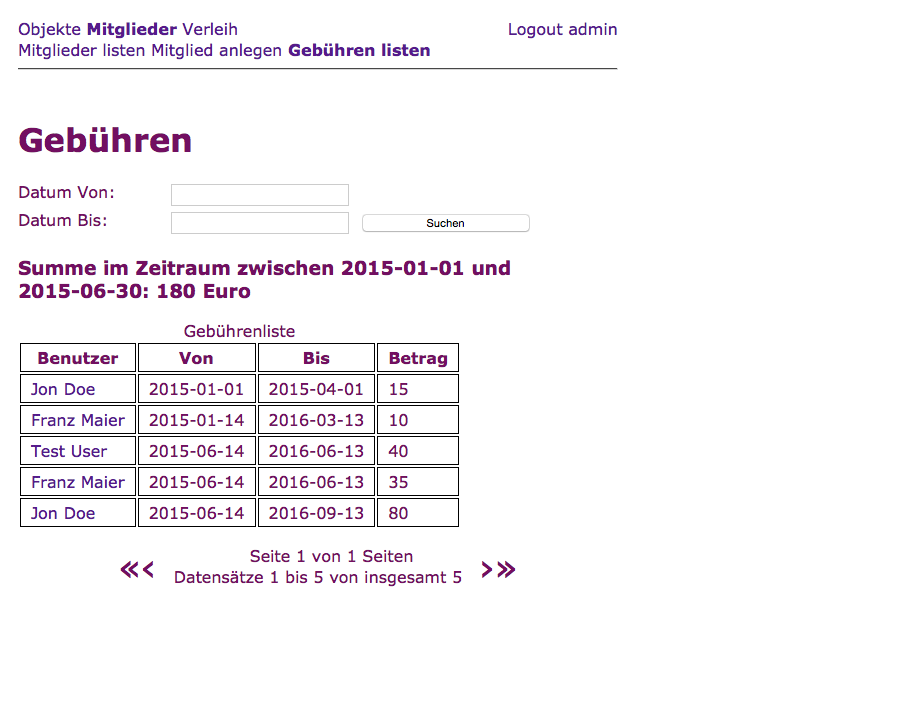 Objekte Mitglieder Verleih Logout admin
Mitglieder listen Mitglied anlegen Gebühren listen
Gebühren
Datum Von:
Datum Bis: Suchen
Summe im Zeitraum zwischen 2015-01-01 und
2015-06-30: 180 Euro
Gebührenliste
Benutzer Von Bis Betrag
Jon Doe 2015-01-01 2015-04-01 15
Franz Maier 2015-01-14 2016-03-13 10
Test User 2015-06-14 2016-06-13 40
Franz Maier 2015-06-14 2016-06-13 35
Jon Doe 2015-06-14 2016-09-13 80
Seite 1 von 1 Seiten
«‹ Datensätze 1 bis 5 von insgesamt 5 ›»